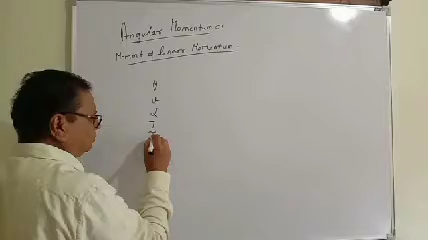 Angular Momentum:
Moment of Linear Momentum
θ
ω
α
τ